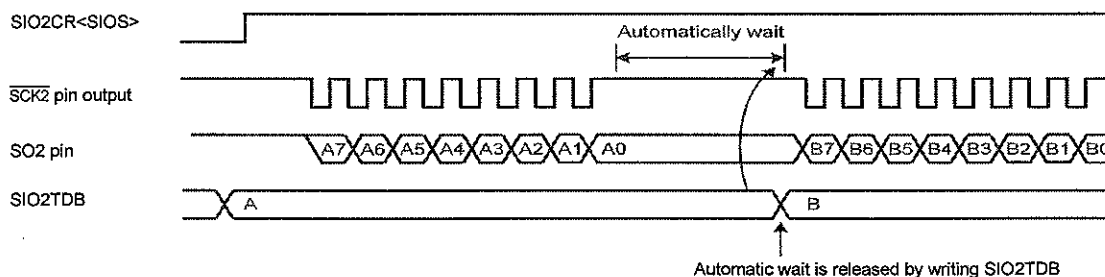 SIO2CR<SIOS>
Automatically wait
SCK2 pin output
SO2 pin
A7 A6 A5 A4 A3 A2 A1 A0 B7 B6 B5 B4 B3 B2 B1 B0
SIO2TDB
A B
Automatic wait is released by writing SIO2TDB